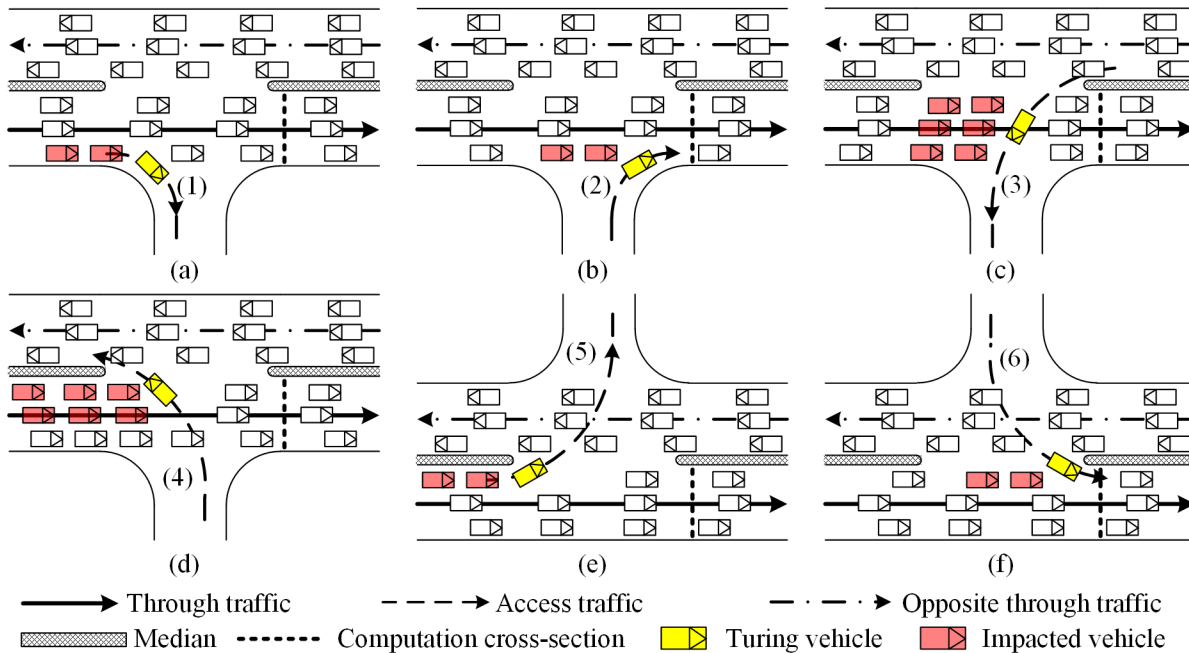 (1)
(2)
(3)
(a)
(b)
(c)
(4)
(5)
(6)
(d)
(e)
(f)
Through traffic Access traffic Opposite through traffic
Median Computation cross-section Turing vehicle Impacted vehicle